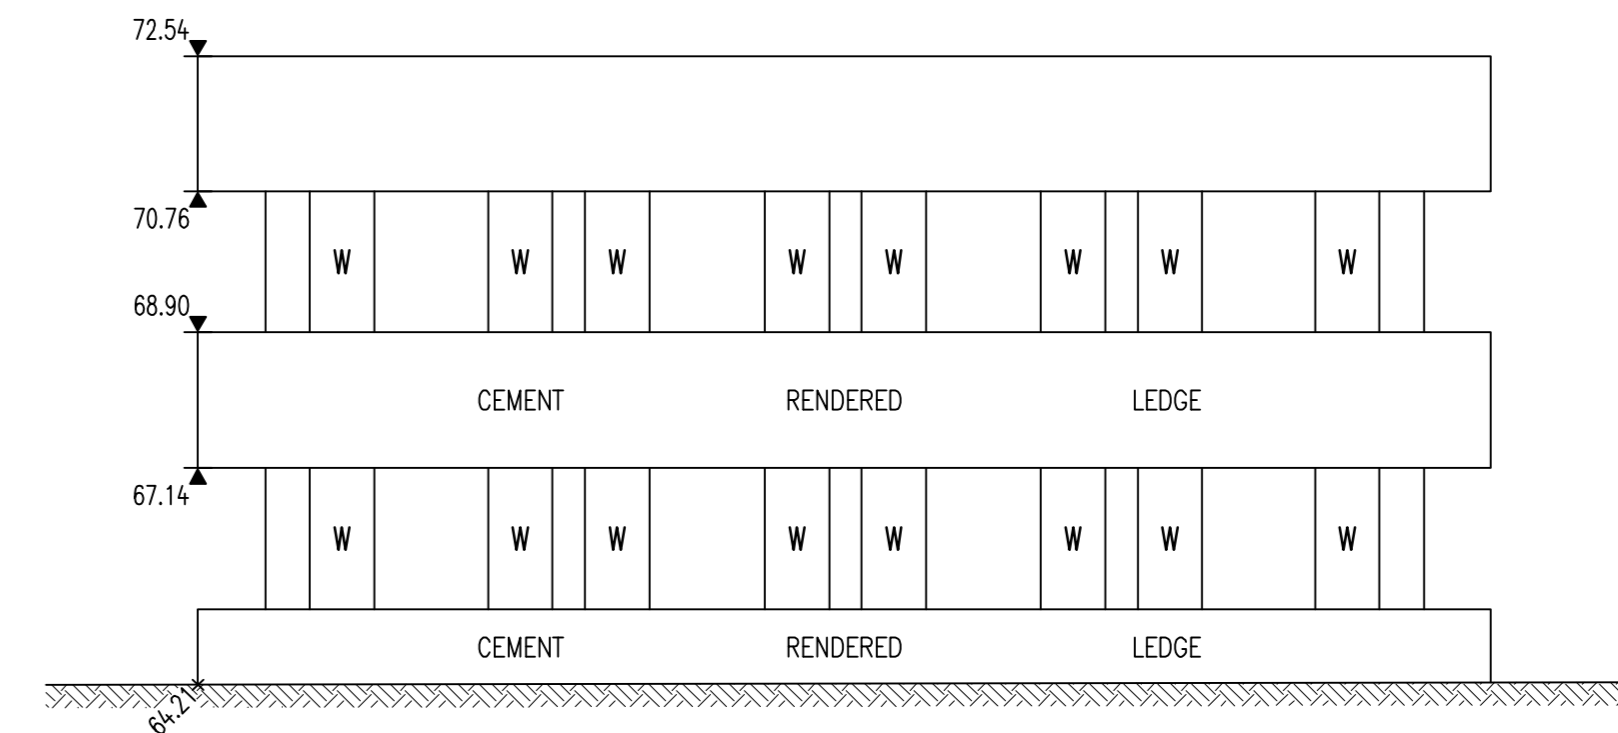 72.54
70.76
W W W W W W W W
68.90
CEMENT RENDERED LEDGE
67.14
W W W W W W W W
CEMENT RENDERED LEDGE
64.21